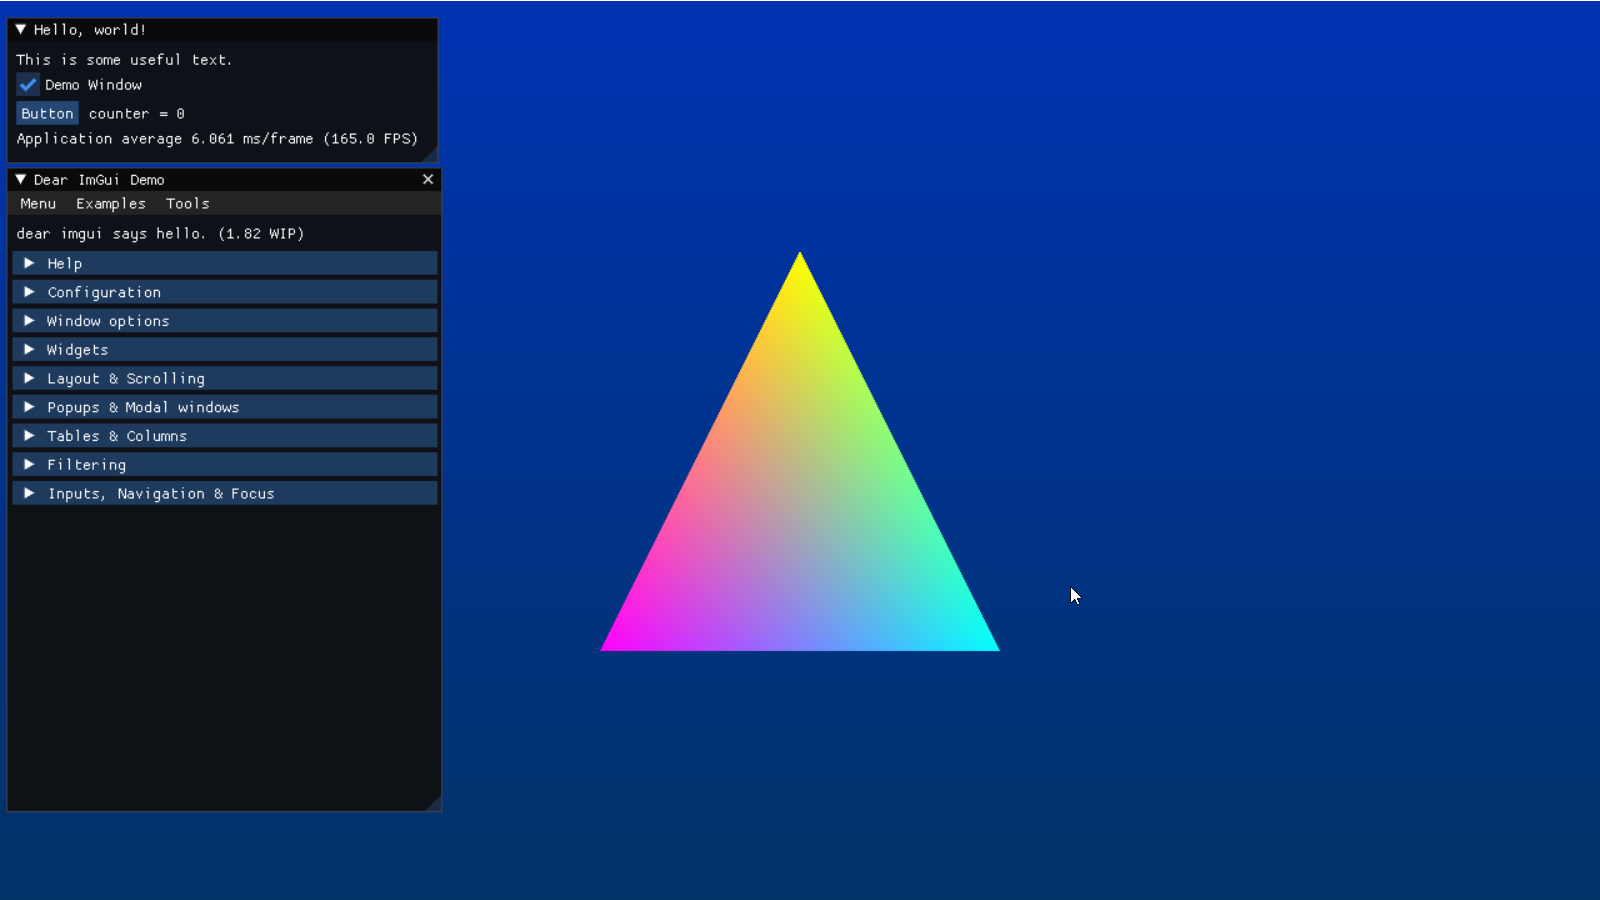 Hello, world!
This is some useful text.
Demo Window
Button counter = 0
Application average 6.061 ms/frame (165.0 FPS)
Dear ImGui Demo
Menu Examples Tools
dear imgui says hello. (1.82 WIP)
Help
Configuration
Window options
Widgets
Layout & Scrolling
Popups & Modal windows
Tables & Columns
Filtering
Inputs, Navigation & Focus